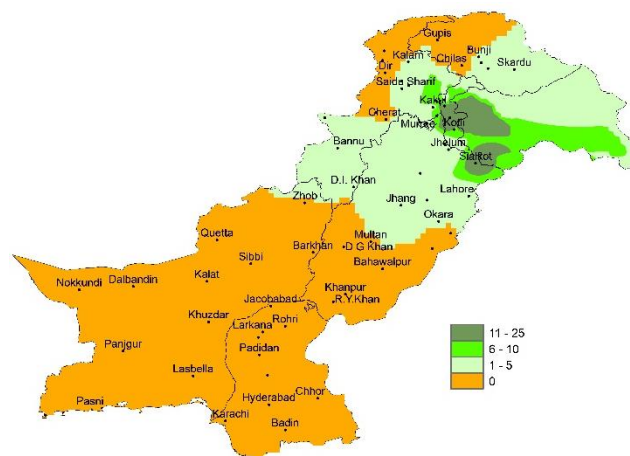 Gupis
Bunji
Kalam
Chilas
Skardu
Dir
Saidu Sharif
Kakul
Cherat
Murree
Kotli
Bannu
Jhelum
Sialkot
D.I. Khan
Zhob
Jhang
Lahore
Okara
Quetta
Multan
Barkhan
D G Khan
Sibbi
Bahawalpur
Kalat
Nokkundi
Dalbandin
Khanpur
R.Y.Khan
Jacobabad
Khuzdar
Larkana
Rohri
Panjgur
Padidan
Lasbella
Pasni
Hyderabad
Chhor
Karachi
Badin
11 - 25
6 - 10
1 - 5
0